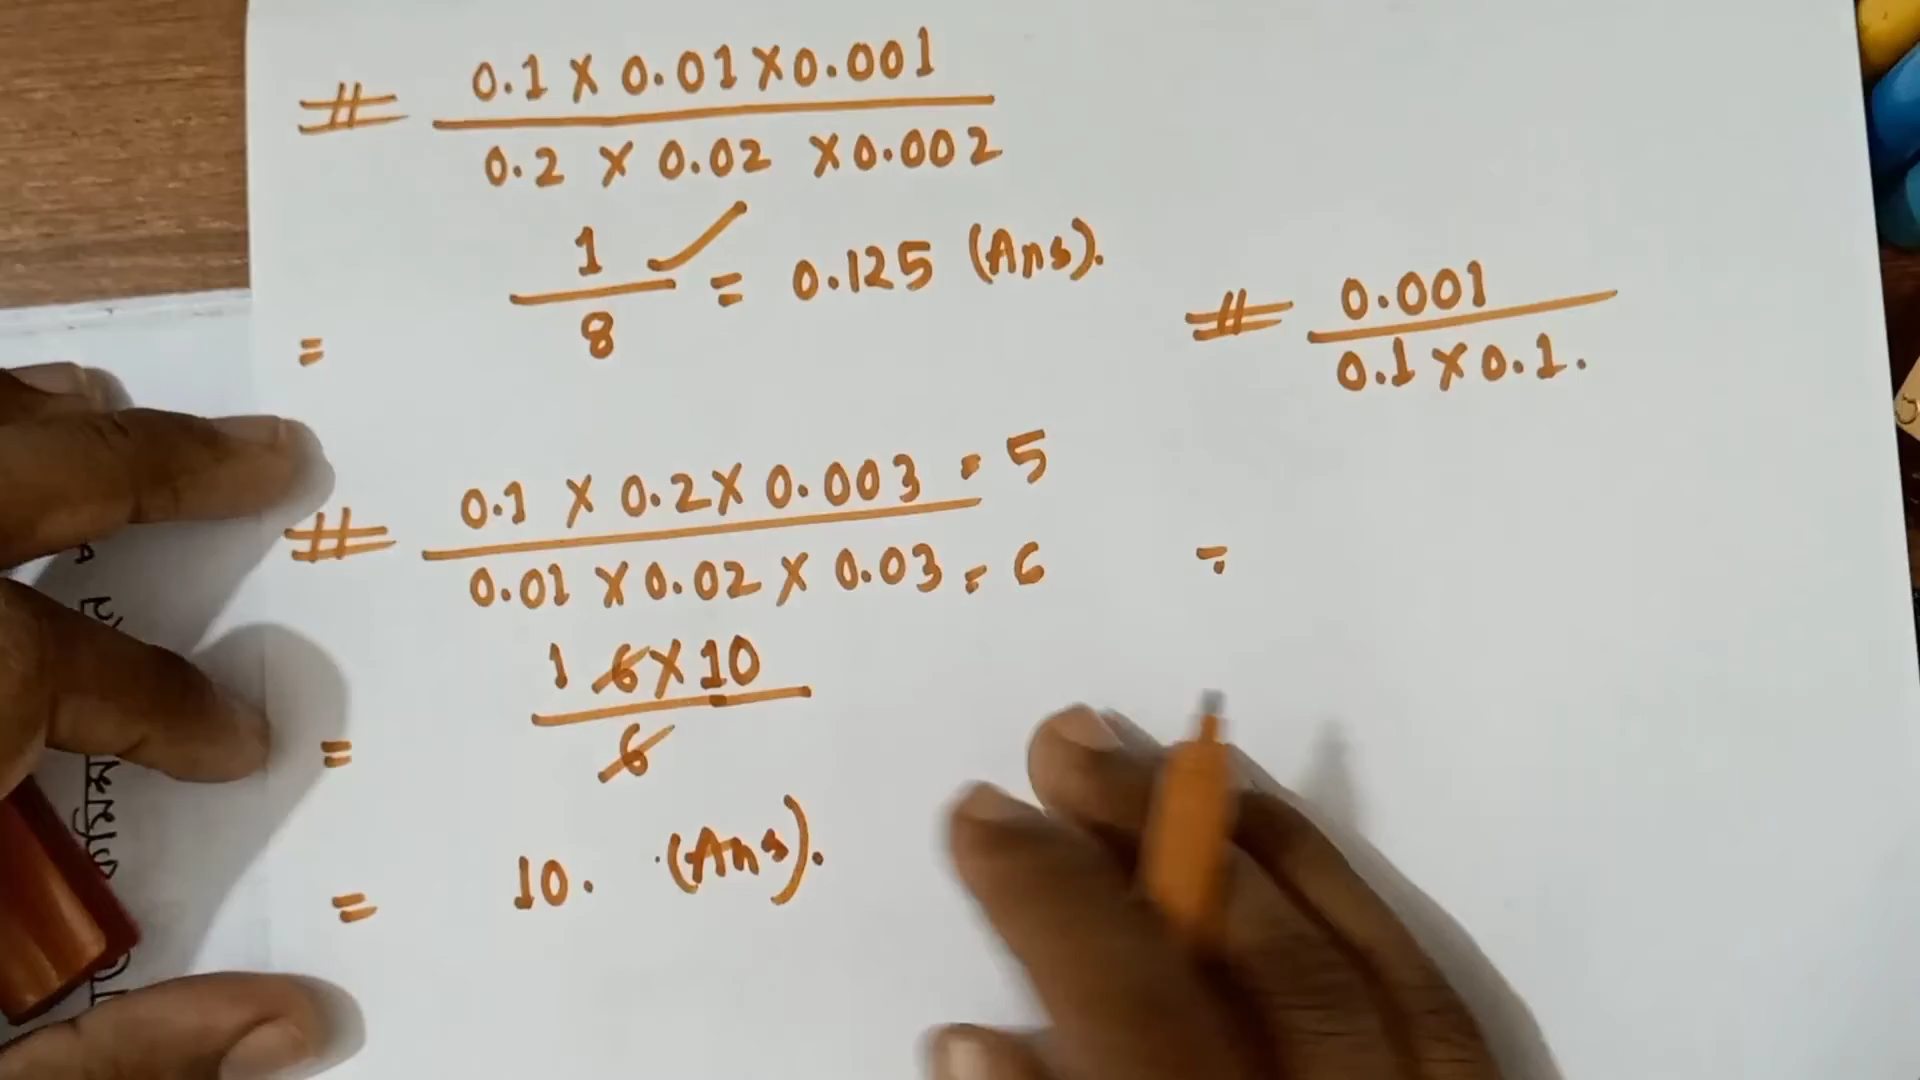 # 0.1 × 0.01 × 0.001
0.2 × 0.02 × 0.002
1
= 8 = 0.125 (Ans).
# 0.1 × 0.2 × 0.003 = 5
0.01 × 0.02 × 0.03 = 6
1 6 × 10
= 6
= 10. (Ans).
# 0.001
0.1 × 0.1.
=